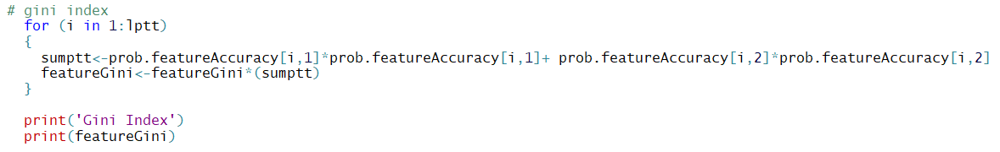 # gini index
for (i in 1:lptt)
{
sumptt<-prob.featureAccuracy[i,1]*prob.featureAccuracy[i,1]+ prob.featureAccuracy[i,2]*prob.featureAccuracy[i,2]
featureGini<-featureGini*(sumptt)
}
print('Gini Index')
print(featureGini)